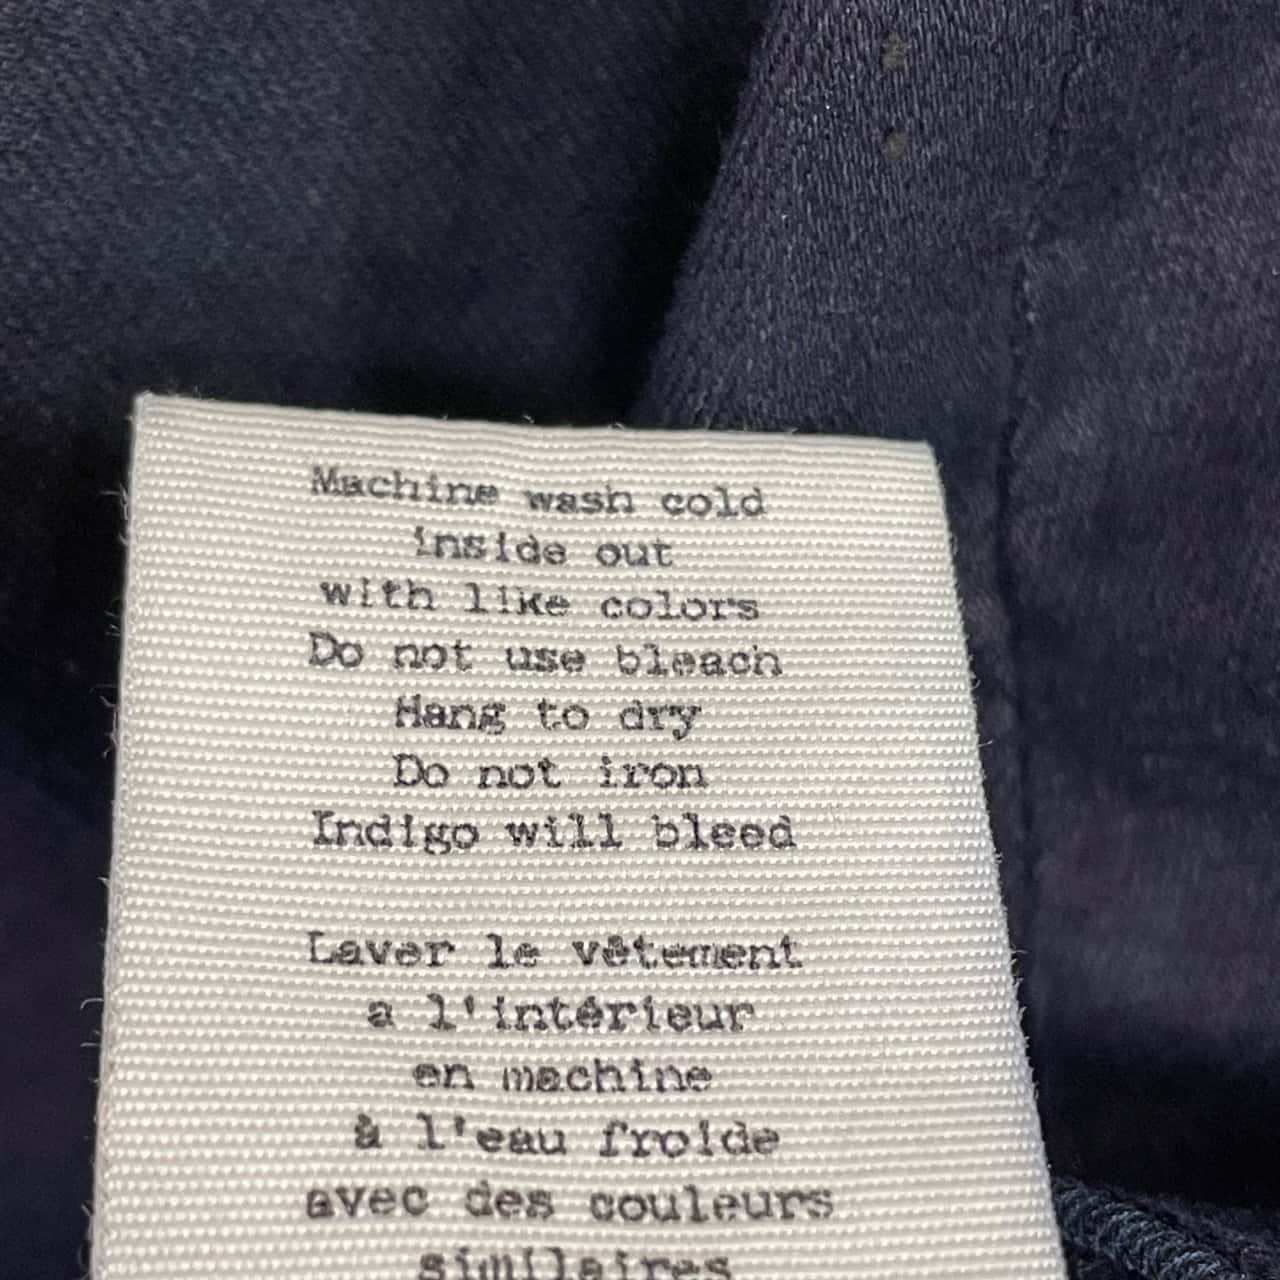 Machine wash cold
inside out
with like colors
Do not use bleach
Hang to dry
Do not iron
Indigo will bleed
Laver le vêtement
a l'intérieur
en machine
à l'eau froide
avec des couleurs
similaires